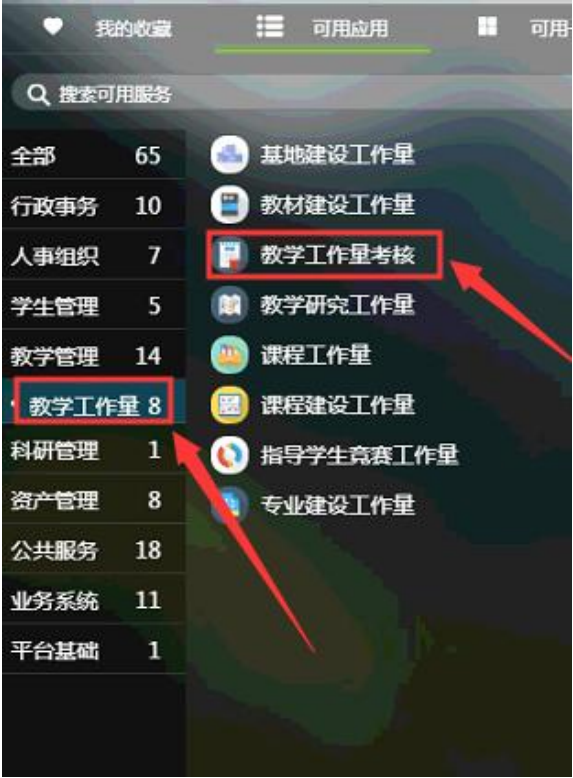 我的收藏
可用应用
可用
搜索可用服务
全部 65
行政事务 10
人事组织 7
学生管理 5
教学管理 14
教学工作量 8
科研管理 1
资产管理 8
公共服务 18
业务系统 11
平台基础 1
基地建设工作量
教材建设工作量
教学工作量考核
教学研究工作量
课程工作量
课程建设工作量
指导学生竞赛工作量
专业建设工作量